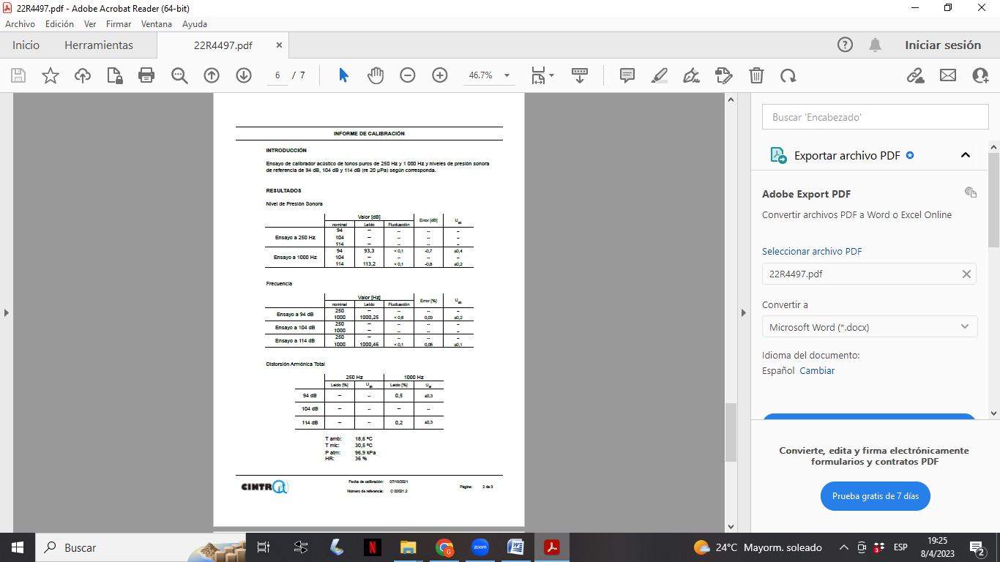 22R4497.pdf - Adobe Acrobat Reader (64-bit)
Archivo Edición Ver Firmar Ventana Ayuda
Inicio Herramientas 22R4497.pdf × Iniciar sesión
6 / 7 46.7%
INFORME DE CALIBRACIÓN
INTRODUCCIÓN
Ensayo de calibrador acústico de tonos puros de 250 Hz y 1 000 Hz y niveles de presión sonora
de referencia de 94 dB, 104 dB y 114 dB (re 20 µPa) según corresponda.
RESULTADOS
Nivel de Presión Sonora
Valor [dB] Error [dB]
nominal Leído Fluctuación
Ensayo a 250 Hz
94 -- -- -- --
104 -- -- -- --
114 -- -- -- --
Ensayo a 1000 Hz
94 93,3 < 0,1 -0,7 ±0,4
104 -- -- -- --
114 113,2 < 0,1 -0,8 ±0,2
Frecuencia
Valor [Hz] Error [%]
nominal Leído Fluctuación
Ensayo a 94 dB
250 -- -- -- --
1000 1000,25 < 0,6 0,03 ±0,2
Ensayo a 104 dB
250 -- -- -- --
1000 -- -- -- --
Ensayo a 114 dB
250 -- -- -- --
1000 1000,46 < 0,1 0,05 ±0,1
Distorsión Armónica Total
250 Hz 1000 Hz
Leído [%] Leído [%]
94 dB -- -- 0,5 ±0,3
104 dB -- -- -- --
114 dB -- -- 0,2 ±0,3
T amb: 18,6 ºC
T mic: 30,5 ºC
P atm: 96,9 kPa
HR: 36 %
CINTRA
Fecha de calibración: 07/10/2021
Número de referencia: C 02021.2
Página: 2 de 3
Buscar 'Encabezado'
Exportar archivo PDF
Adobe Export PDF
Convertir archivos PDF a Word o Excel Online
Seleccionar archivo PDF
22R4497.pdf
Convertir a
Microsoft Word (*.docx)
Idioma del documento:
Español Cambiar
Convierte, edita y firma electrónicamente
formularios y contratos PDF
Prueba gratis de 7 días
Buscar
N
zoom
24°C Mayorm. soleado
ESP
19:25
8/4/2023
2